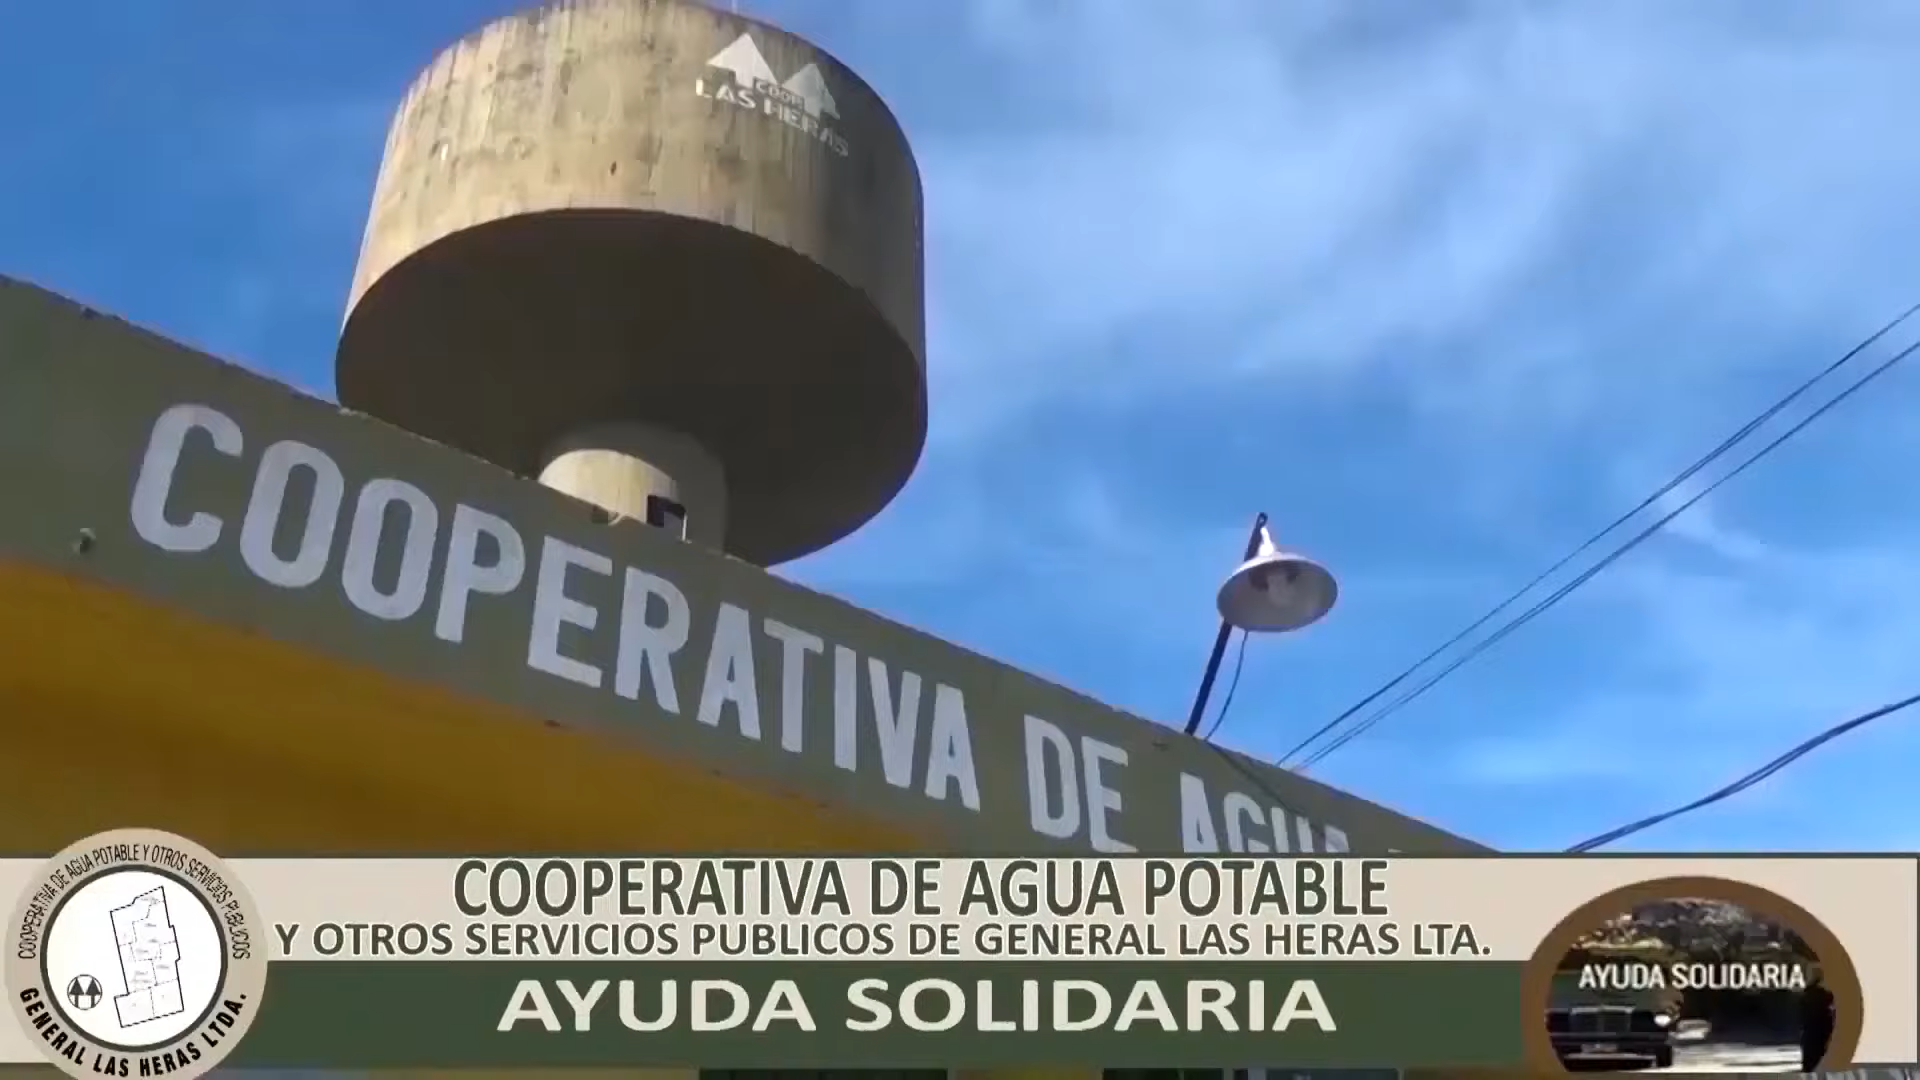 COOP
LAS HERAS
COOPERATIVA DE AGUA
COOPERATIVA DE AGUA POTABLE
Y OTROS SERVICIOS PUBLICOS DE GENERAL LAS HERAS LTA.
AYUDA SOLIDARIA
COOPERATIVA DE AGUA POTABLE Y OTROS SERVICIOS PUBLICOS
GENERAL LAS HERAS LTDA.
AYUDA SOLIDARIA